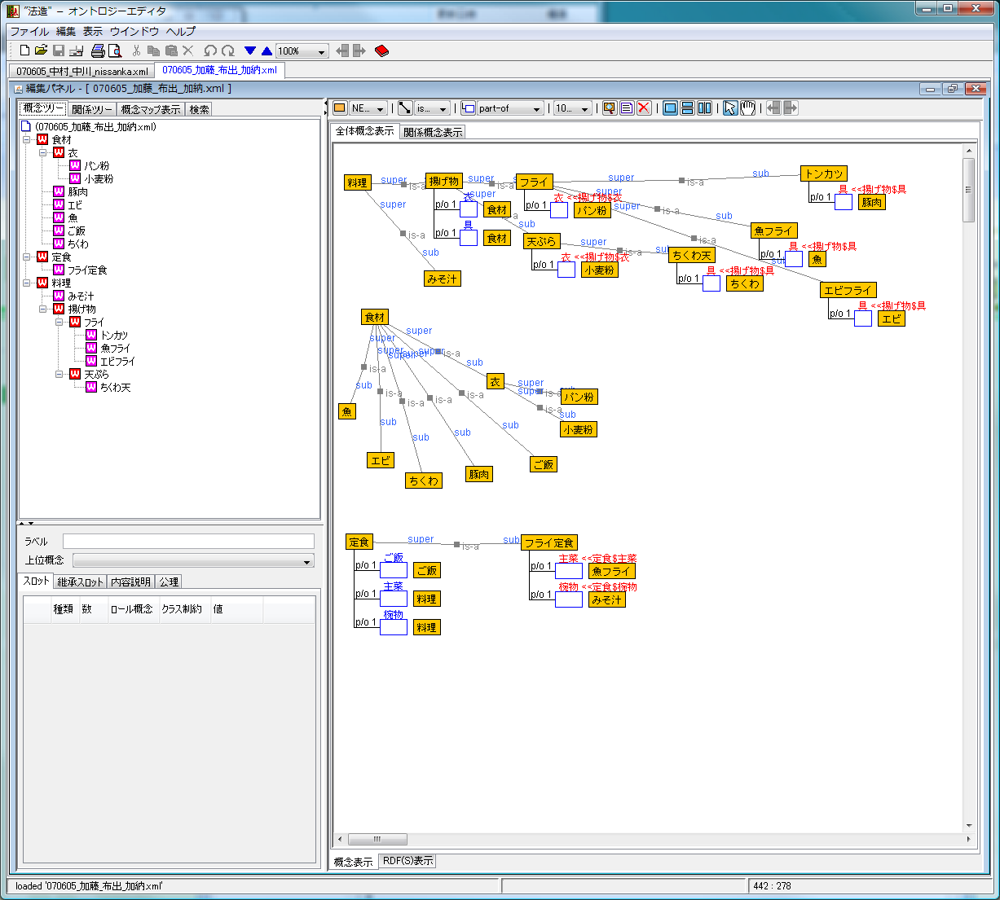 "法造" － オントロジーエディタ
ファイル 編集 表示 ウインドウ ヘルプ
100%
070605_中村_中川_nissanka.xml 070605_加藤_布出_加納.xml
編集パネル - [ 070605_加藤_布出_加納.xml ]
概念ツリー 関係ツリー 概念マップ表示 検索
(070605_加藤_布出_加納.xml)
食材
衣
パン粉
小麦粉
豚肉
エビ
魚
ご飯
ちくわ
定食
フライ定食
料理
みそ汁
揚げ物
フライ
トンカツ
魚フライ
エビフライ
天ぷら
ちくわ天
ラベル
上位概念
スロット 継承スロット 内容説明 公理
種類 数 ロール概念 クラス制約 値
NE... is... part-of 10...
全体概念表示 関係概念表示
料理 super is-a 揚げ物 super is-a フライ super is-a sub トンカツ
p/o 1 具 <<揚げ物$具 豚肉
p/o 1 衣 食材
p/o 1 具 食材
p/o 1 衣 <<揚げ物$衣 パン粉
super is-a sub 魚フライ
p/o 1 具 <<揚げ物$具 魚
super is-a sub エビフライ
p/o 1 具 <<揚げ物$具 エビ
super sub 天ぷら super is-a ちくわ天
p/o 1 衣 <<揚げ物$衣 小麦粉
p/o 1 具 <<揚げ物$具 ちくわ
super is-a sub みそ汁
食材
super is-a sub 衣
super is-a パン粉
super is-a sub 小麦粉
super is-a sub 魚
super is-a sub エビ
super is-a sub ちくわ
super is-a sub 豚肉
is-a sub ご飯
定食 super is-a sub フライ定食
p/o 1 ご飯 ご飯
p/o 1 主菜 料理
p/o 1 椀物 料理
p/o 1 主菜 <<定食$主菜 魚フライ
p/o 1 椀物 <<定食$椀物 みそ汁
概念表示 RDF(S)表示
loaded '070605_加藤_布出_加納.xml'
442 : 278